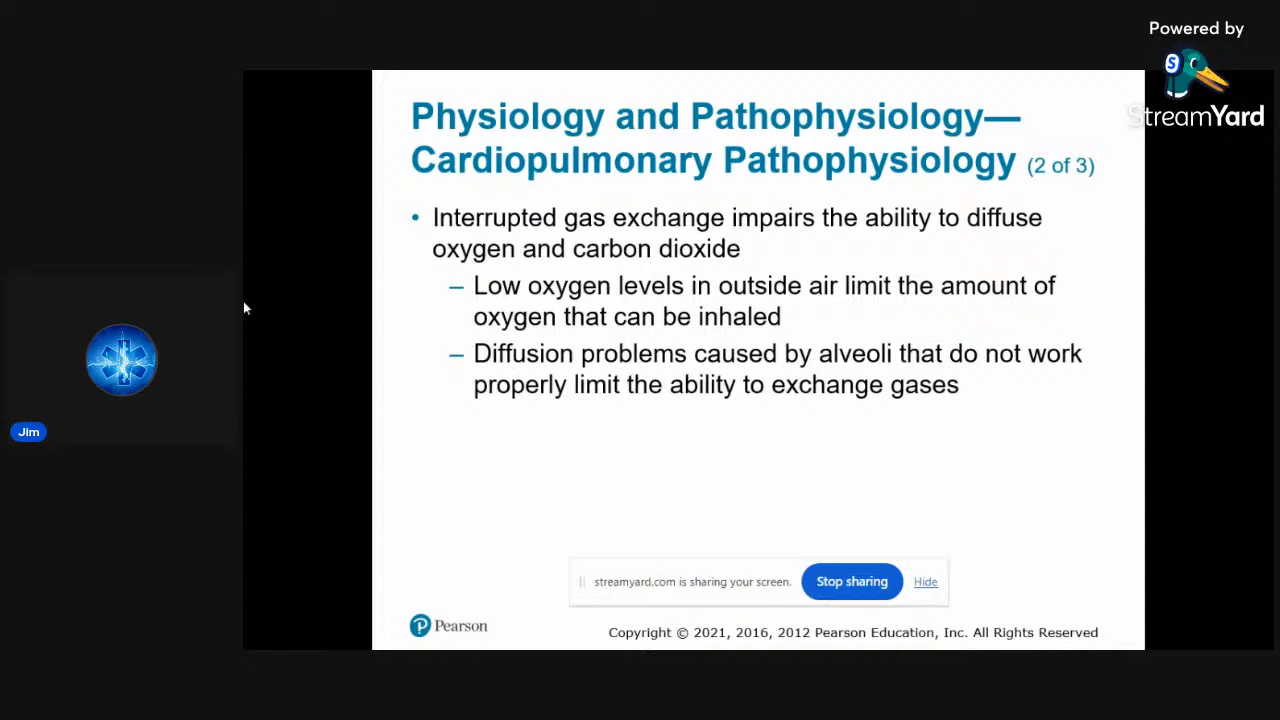 Powered by
StreamYard
Physiology and Pathophysiology—
Cardiopulmonary Pathophysiology (2 of 3)
• Interrupted gas exchange impairs the ability to diffuse
oxygen and carbon dioxide
– Low oxygen levels in outside air limit the amount of
oxygen that can be inhaled
– Diffusion problems caused by alveoli that do not work
properly limit the ability to exchange gases
Jim
streamyard.com is sharing your screen. Stop sharing Hide
Pearson
Copyright © 2021, 2016, 2012 Pearson Education, Inc. All Rights Reserved